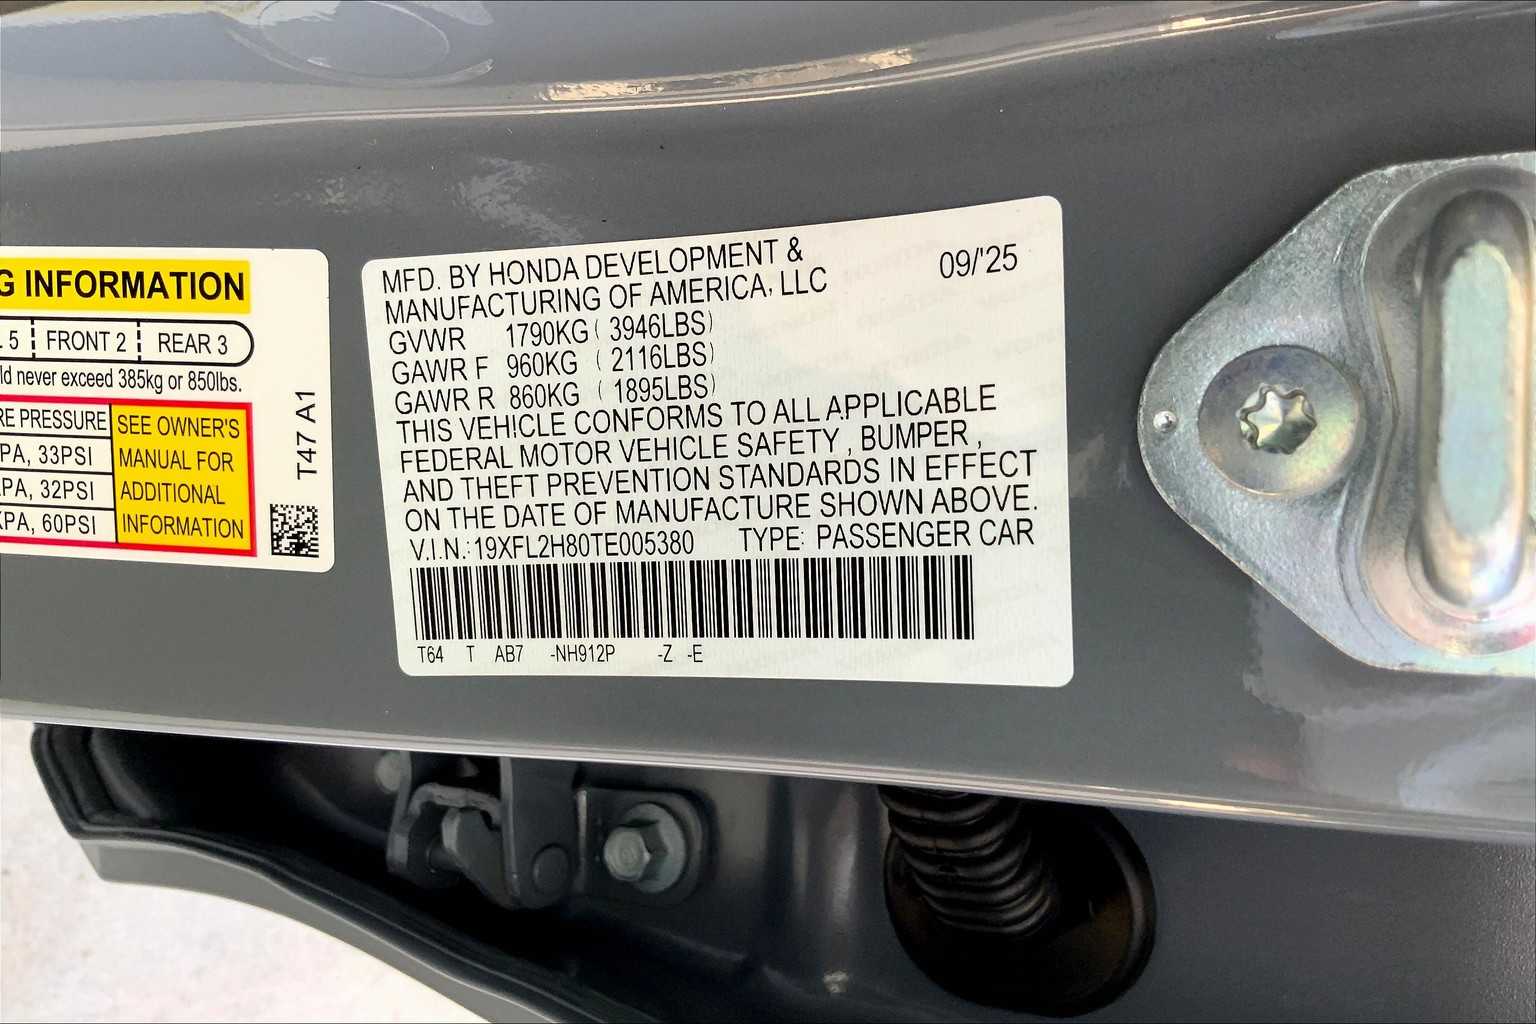 G INFORMATION
5 FRONT 2 REAR 3
ld never exceed 385kg or 850lbs.
RE PRESSURE
PA, 33PSI
PA, 32PSI
KPA, 60PSI
SEE OWNER'S
MANUAL FOR
ADDITIONAL
INFORMATION
T47 A1
MFD. BY HONDA DEVELOPMENT &
MANUFACTURING OF AMERICA, LLC
09/'25
GVWR 1790KG ( 3946LBS)
GAWR F 960KG ( 2116LBS)
GAWR R 860KG ( 1895LBS)
THIS VEHICLE CONFORMS TO ALL APPLICABLE
FEDERAL MOTOR VEHICLE SAFETY , BUMPER ,
AND THEFT PREVENTION STANDARDS IN EFFECT
ON THE DATE OF MANUFACTURE SHOWN ABOVE.
V.I.N.: 19XFL2H80TE005380 TYPE: PASSENGER CAR
T64 T AB7 -NH912P -Z -E